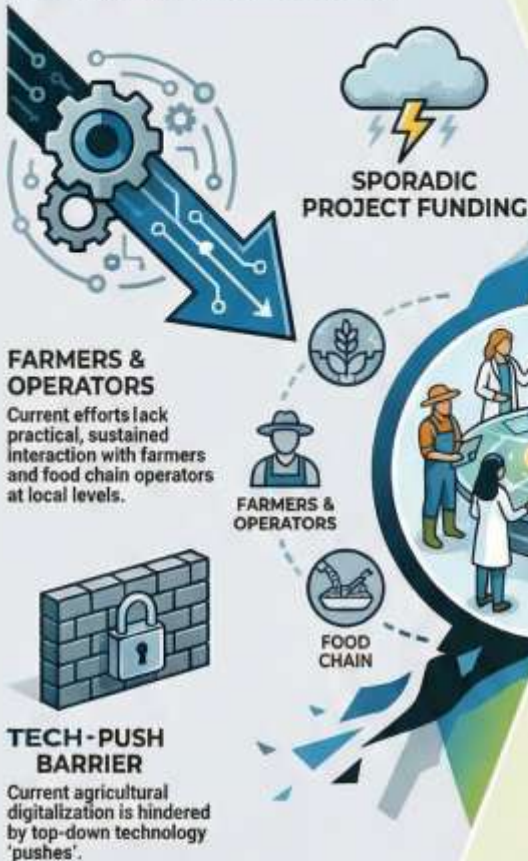 SPORADIC
PROJECT FUNDING
FARMERS &
OPERATORS
Current efforts lack
practical, sustained
interaction with farmers
and food chain operators
at local levels.
FARMERS &
OPERATORS
FOOD
CHAIN
TECH-PUSH
BARRIER
Current agricultural
digitalization is hindered
by top-down technology
'pushes'.